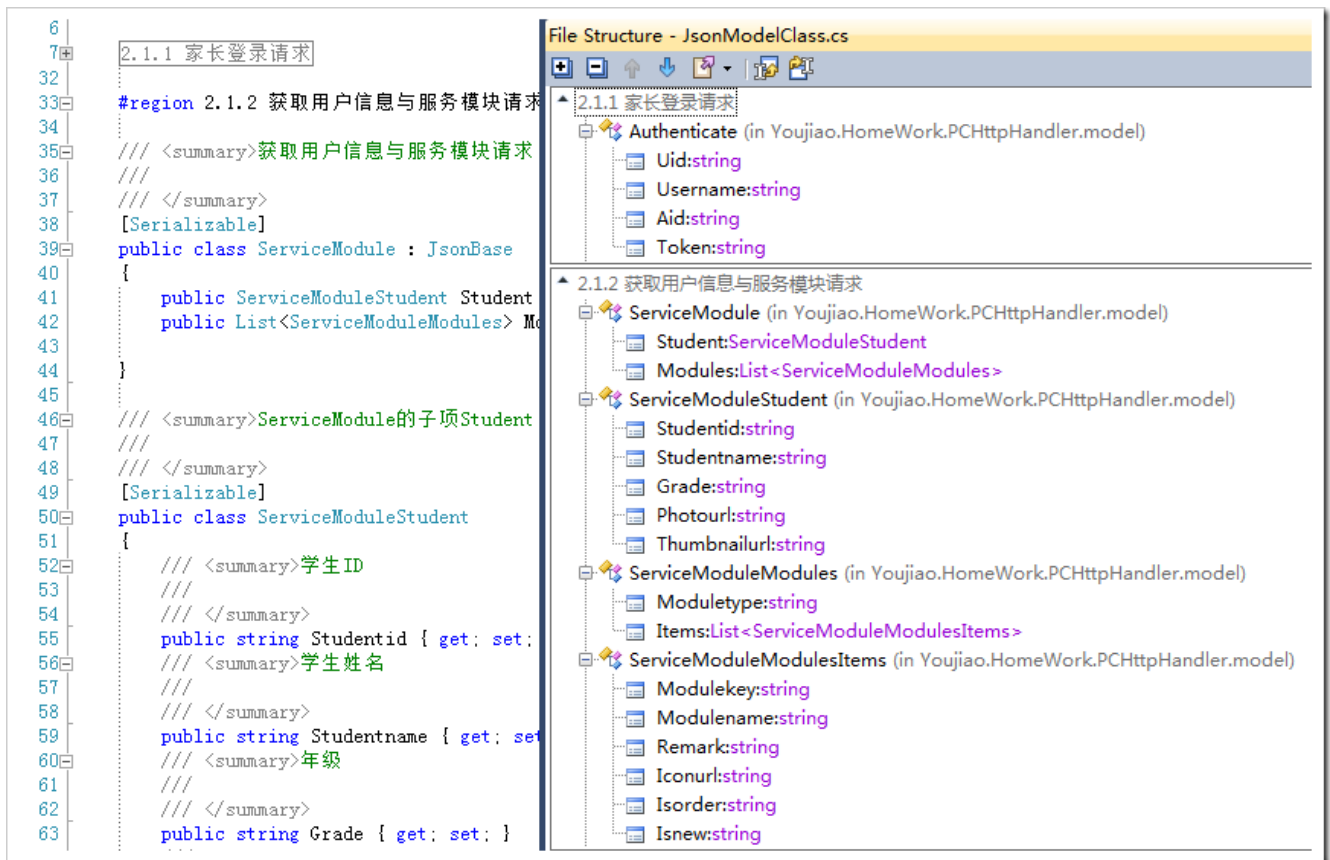 6
7 2.1.1 家长登录请求
32
33 #region 2.1.2 获取用户信息与服务模块请求
34
35 /// <summary>获取用户信息与服务模块请求
36 ///
37 /// </summary>
38 [Serializable]
39 public class ServiceModule : JsonBase
40 {
41 public ServiceModuleStudent Student
42 public List<ServiceModuleModules> Mo
43
44 }
45
46 /// <summary>ServiceModule的子项Student
47 ///
48 /// </summary>
49 [Serializable]
50 public class ServiceModuleStudent
51 {
52 /// <summary>学生ID
53 ///
54 /// </summary>
55 public string Studentid { get; set;
56 /// <summary>学生姓名
57 ///
58 /// </summary>
59 public string Studentname { get; set
60 /// <summary>年级
61 ///
62 /// </summary>
63 public string Grade { get; set; }
File Structure - JsonModelClass.cs
2.1.1 家长登录请求
Authenticate (in Youjiao.HomeWork.PCHttpHandler.model)
Uid:string
Username:string
Aid:string
Token:string
2.1.2 获取用户信息与服务模块请求
ServiceModule (in Youjiao.HomeWork.PCHttpHandler.model)
Student:ServiceModuleStudent
Modules:List<ServiceModuleModules>
ServiceModuleStudent (in Youjiao.HomeWork.PCHttpHandler.model)
Studentid:string
Studentname:string
Grade:string
Photourl:string
Thumbnailurl:string
ServiceModuleModules (in Youjiao.HomeWork.PCHttpHandler.model)
Moduletype:string
Items:List<ServiceModuleModulesItems>
ServiceModuleModulesItems (in Youjiao.HomeWork.PCHttpHandler.model)
Modulekey:string
Modulename:string
Remark:string
Iconurl:string
Isorder:string
Isnew:string